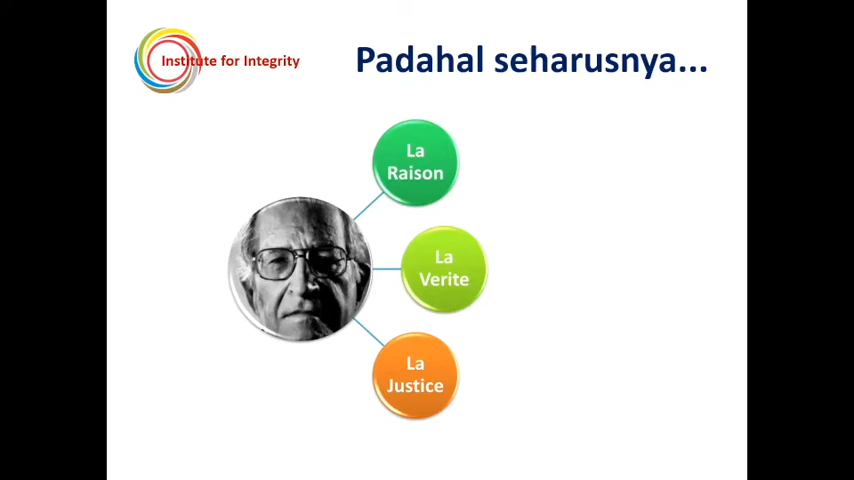 Institute for Integrity
Padahal seharusnya...
La
Raison
La
Verite
La
Justice